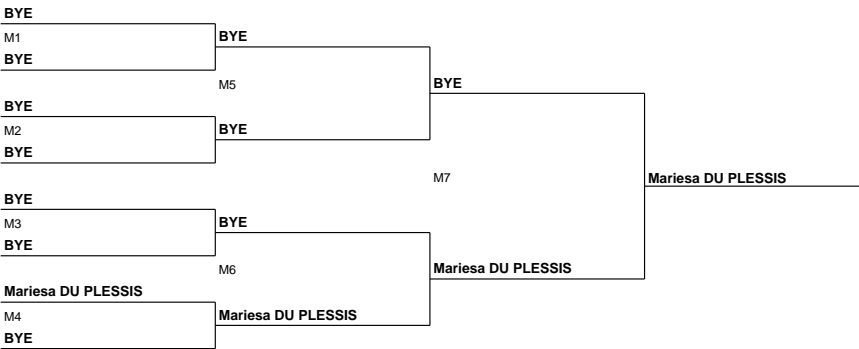 BYE
M1
BYE
BYE
M5
BYE
M2
BYE
BYE
BYE
M7
BYE
M3
BYE
BYE
M6
Mariesa DU PLESSIS
M4
BYE
Mariesa DU PLESSIS
Mariesa DU PLESSIS
Mariesa DU PLESSIS